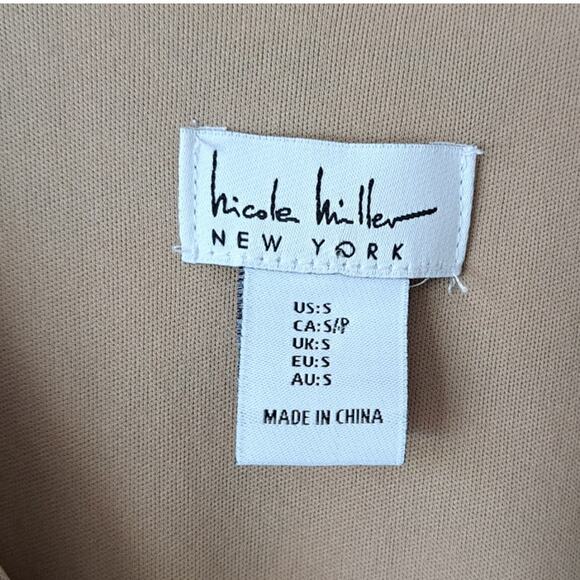 nicole miller
NEW YORK
US:S
CA:S/P
UK:S
EU:S
AU:S
MADE IN CHINA